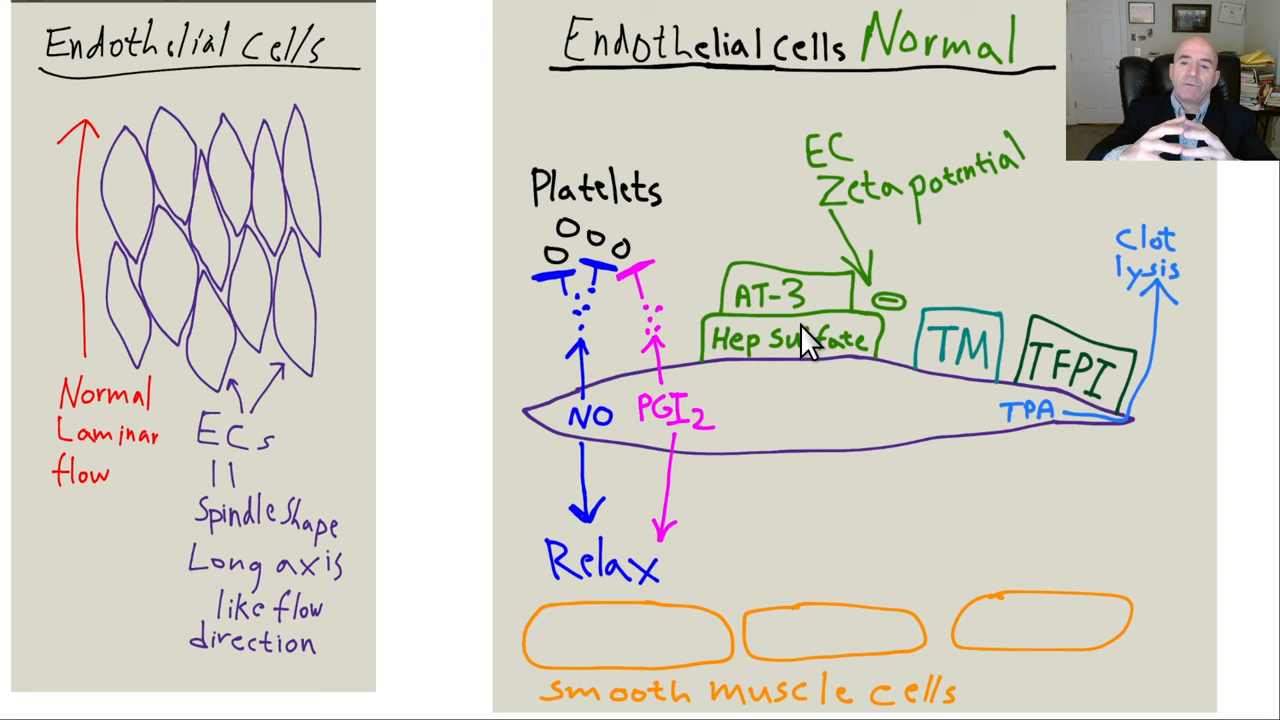 Endothelial Cells
Normal
Laminar
flow
ECs
Spindle shape
Long axis
like flow
direction
Endothelial cells Normal
EC
Zeta potential
Platelets
Clot
lysis
AT-3
Hep Sulfate
TM
TFPI
TPA
NO
PGI2
Relax
smooth muscle cells